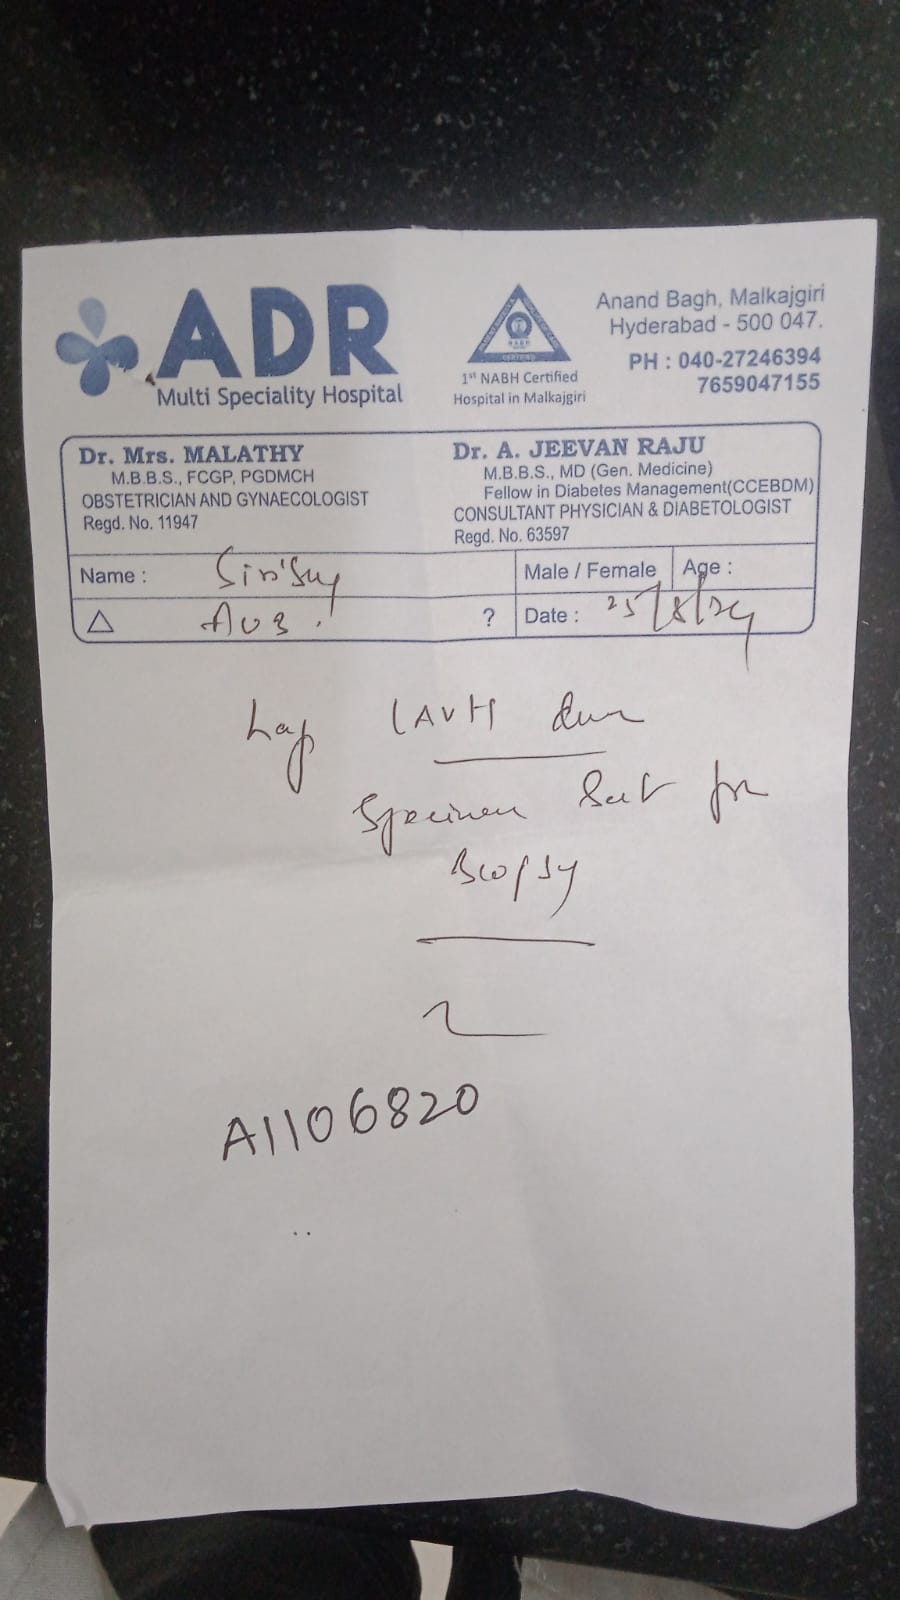 ADR
Multi Speciality Hospital
CERTIFIED
1st NABH Certified
Hospital in Malkajgiri
Anand Bagh, Malkajgiri
Hyderabad - 500 047.
PH : 040-27246394
7659047155
Dr. Mrs. MALATHY
M.B.B.S., FCGP, PGDMCH
OBSTETRICIAN AND GYNAECOLOGIST
Regd. No. 11947
Dr. A. JEEVAN RAJU
M.B.B.S., MD (Gen. Medicine)
Fellow in Diabetes Management(CCEBDM)
CONSULTANT PHYSICIAN & DIABETOLOGIST
Regd. No. 63597
Name :
Male / Female Age :
△ AUB ? Date : 25/8/24
Lap LAVH
Specimen Sent for
Biopsy
A1106820